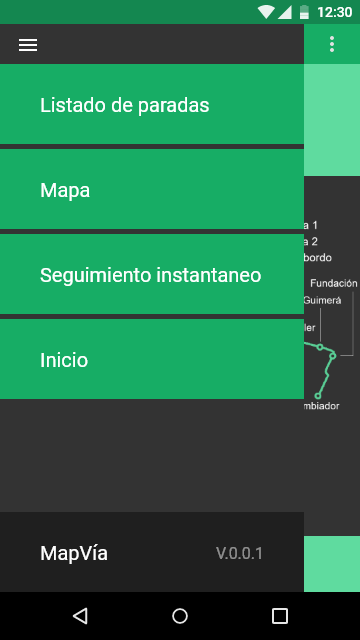 12:30
Listado de paradas
Mapa
Seguimiento instantaneo
Inicio
a 1
a 2
bordo
Fundación
Guimerá
ler
mbiador
MapVía
V.0.0.1